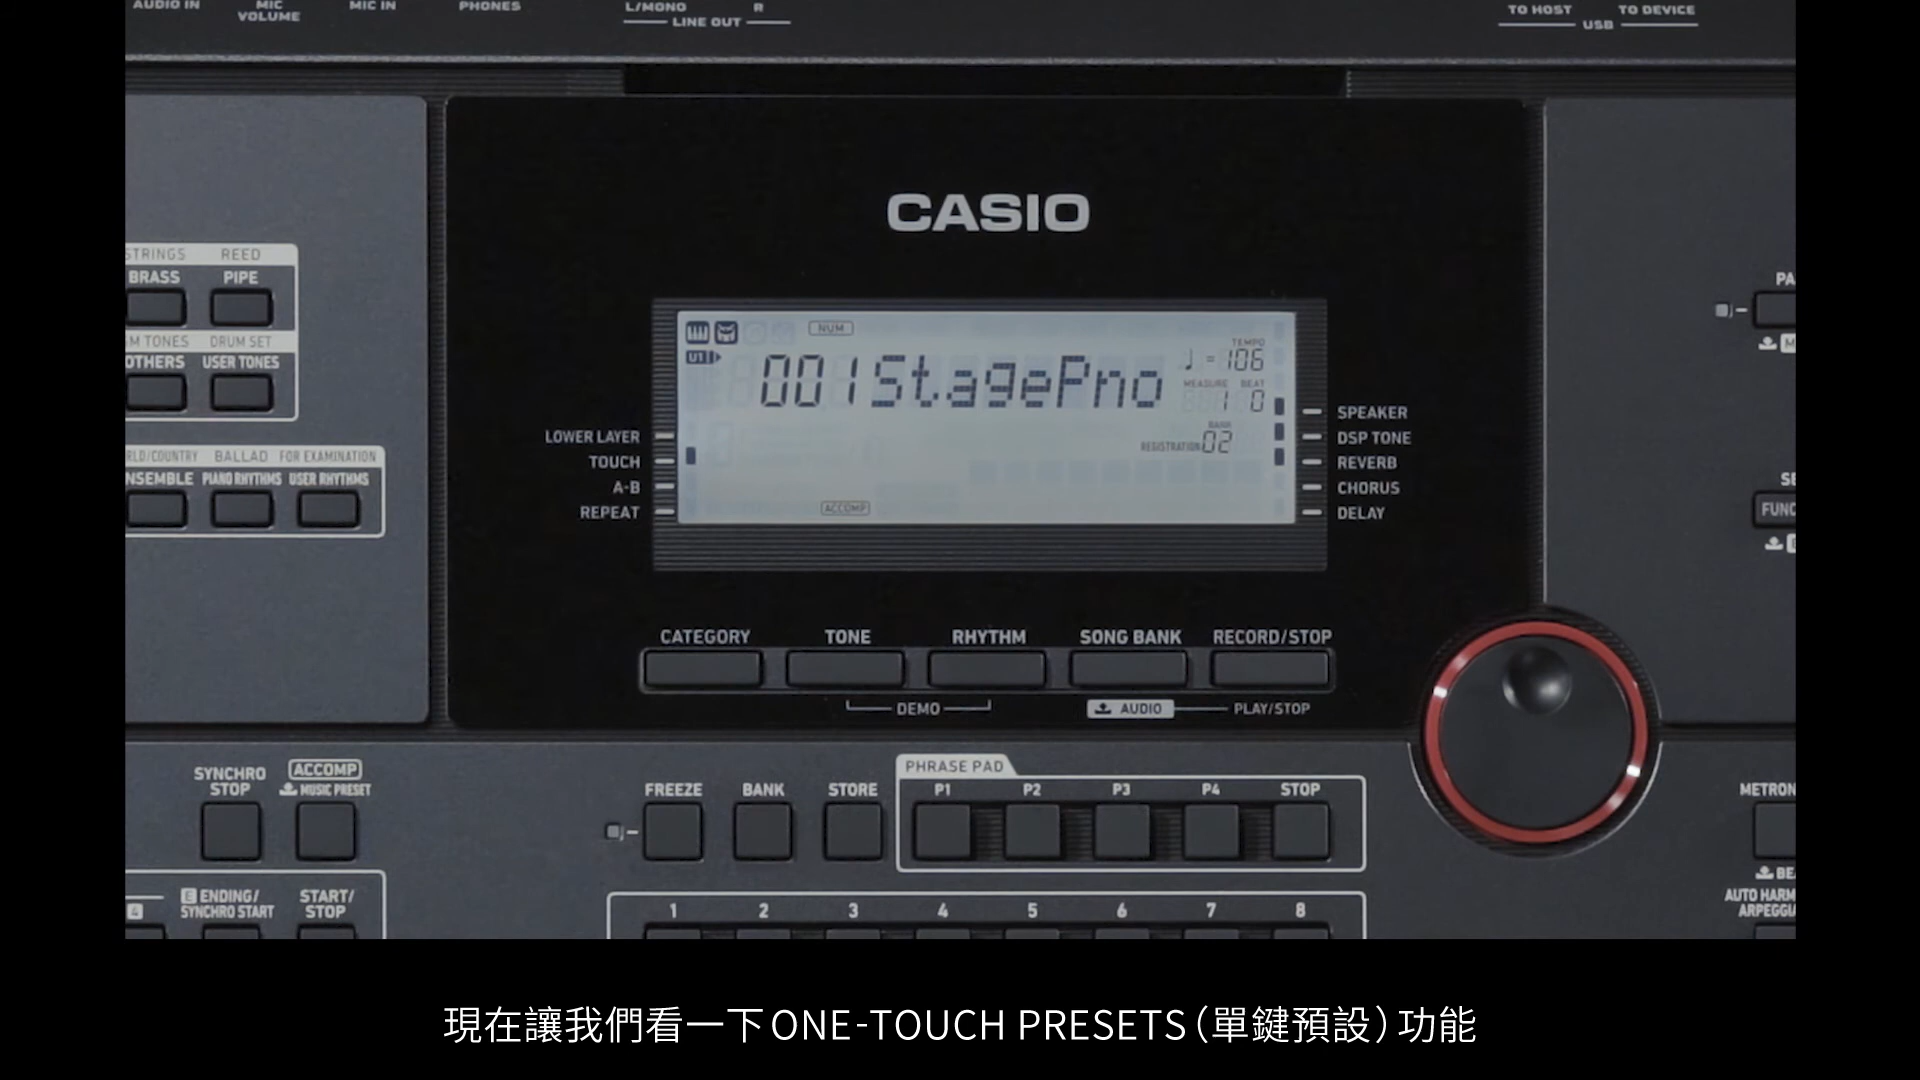 AUDIO IN
MIC
VOLUME
MIC IN
PHONES
L/MONO
R
LINE OUT
TO HOST
TO DEVICE
USB
CASIO
STRINGS
REED
BRASS
PIPE
DRUM SET
OTHERS
USER TONES
BALLAD
FOR EXAMINATION
PIANO RHYTHMS
USER RHYTHMS
LOWER LAYER
TOUCH
A-B
REPEAT
NUM
U1
001StagePno
TEMPO
=106
MEASURE
BEAT
1
0
BANK
REGISTRATION
02
ACCOMP
SPEAKER
DSP TONE
REVERB
CHORUS
DELAY
CATEGORY
TONE
RHYTHM
SONG BANK
RECORD/STOP
DEMO
AUDIO
PLAY/STOP
SYNCHRO
STOP
ACCOMP
MUSIC PRESET
FREEZE
BANK
STORE
PHRASE PAD
P1
P2
P3
P4
STOP
4
E ENDING/
SYNCHRO START
START/
STOP
1
2
3
4
5
6
7
8
現在讓我們看一下ONE-TOUCH PRESETS（單鍵預設）功能